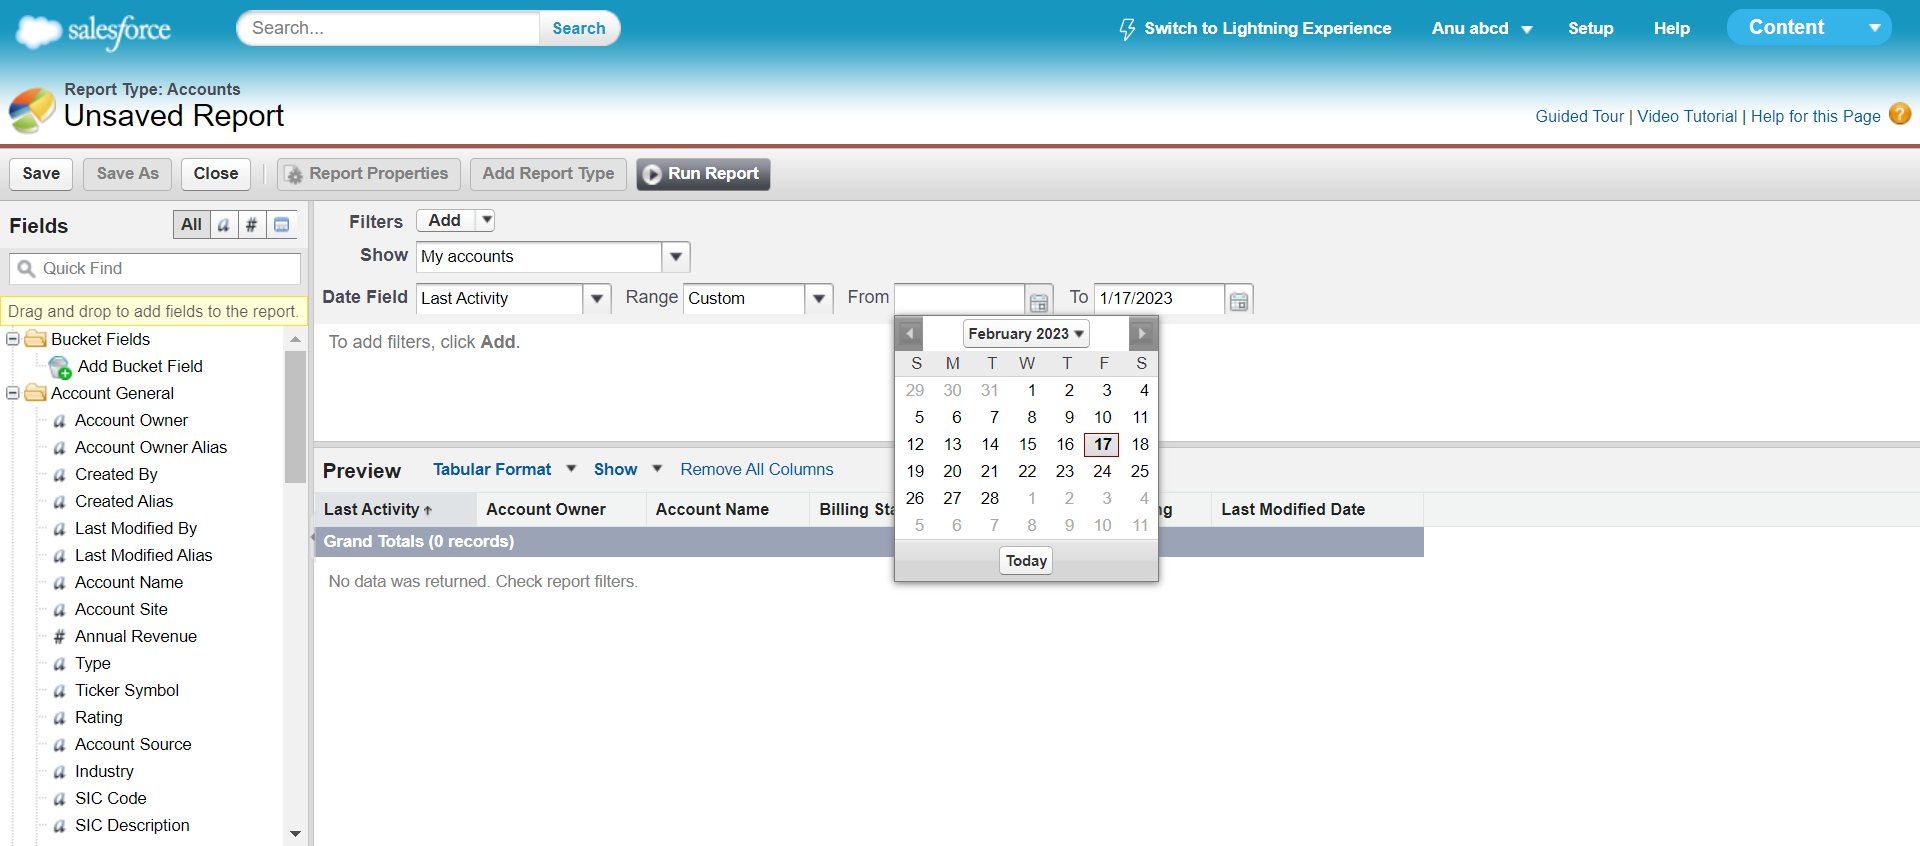 salesforce
Search...
Search
Switch to Lightning Experience
Anu abcd
Setup
Help
Content
Report Type: Accounts
Unsaved Report
Guided Tour | Video Tutorial | Help for this Page ?
Save
Save As
Close
Report Properties
Add Report Type
Run Report
Fields
All
a
#
Quick Find
Drag and drop to add fields to the report.
Bucket Fields
Add Bucket Field
Account General
a Account Owner
a Account Owner Alias
a Created By
a Created Alias
a Last Modified By
a Last Modified Alias
a Account Name
a Account Site
# Annual Revenue
a Type
a Ticker Symbol
a Rating
a Account Source
a Industry
a SIC Code
a SIC Description
Filters Add
Show My accounts
Date Field Last Activity Range Custom From To 1/17/2023
To add filters, click Add.
February 2023
S M T W T F S
29 30 31 1 2 3 4
5 6 7 8 9 10 11
12 13 14 15 16 17 18
19 20 21 22 23 24 25
26 27 28 1 2 3 4
5 6 7 8 9 10 11
Today
Preview Tabular Format Show Remove All Columns
Last Activity Account Owner Account Name Billing Sta ng Last Modified Date
Grand Totals (0 records)
No data was returned. Check report filters.